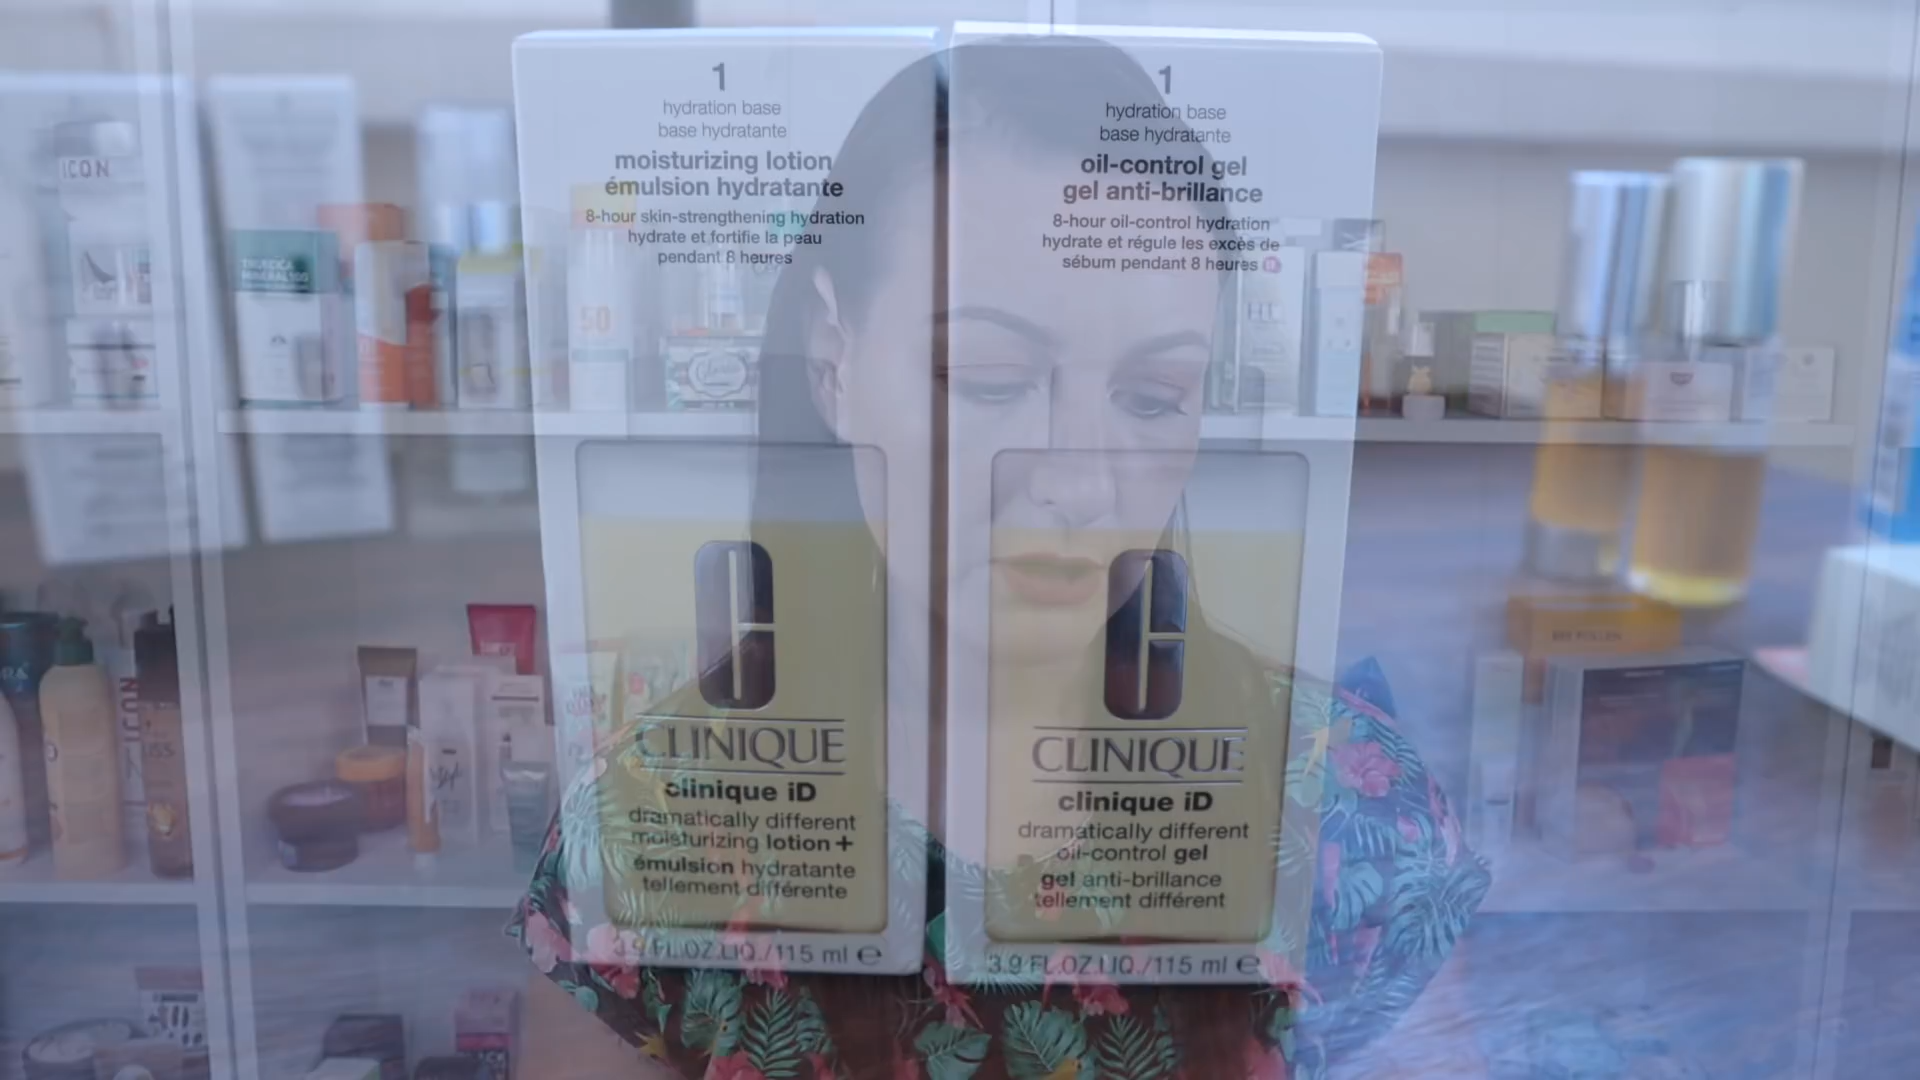 1
hydration base
base hydratante
moisturizing lotion
émulsion hydratante
8-hour skin-strengthening hydration
hydrate et fortifie la peau
pendant 8 heures
CLINIQUE
clinique iD
dramatically different
moisturizing lotion+
émulsion hydratante
tellement différente
3.9 FL.OZ.LIQ./115 ml e
1
hydration base
base hydratante
oil-control gel
gel anti-brillance
8-hour oil-control hydration
hydrate et régule les excès de
sébum pendant 8 heures
CLINIQUE
clinique iD
dramatically different
oil-control gel
gel anti-brillance
tellement différent
3.9 FL.OZ.LIQ./115 ml e
ICON
50
ICON
BEE POLLEN